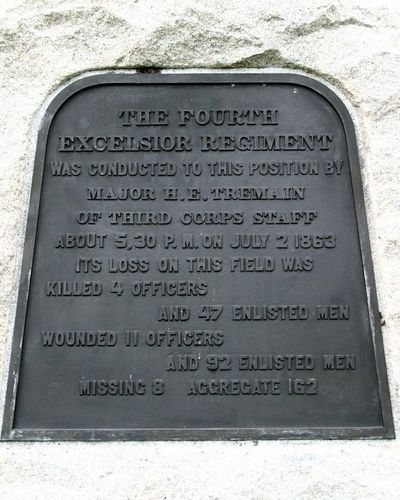 THE FOURTH
EXCELSIOR REGIMENT
WAS CONDUCTED TO THIS POSITION BY
MAJOR H.E. TREMAIN
OF THIRD CORPS STAFF
ABOUT 5,30 P.M. ON JULY 2 1863
ITS LOSS ON THIS FIELD WAS
KILLED 4 OFFICERS
AND 47 ENLISTED MEN
WOUNDED 11 OFFICERS
AND 92 ENLISTED MEN
MISSING 8 AGGREGATE 162